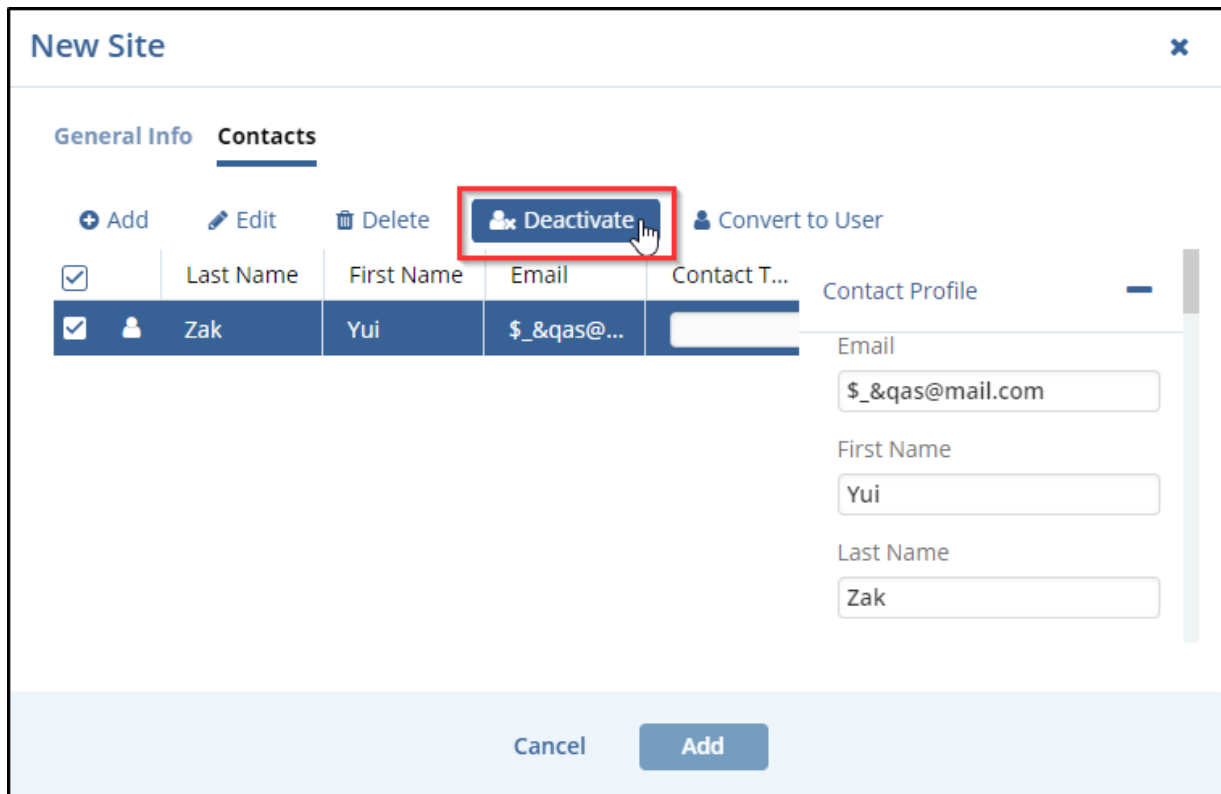 New Site
General Info Contacts
Add Edit Delete Deactivate Convert to User
Last Name First Name Email Contact T...
Zak Yui $_&qas@...
Contact Profile
Email
$_&qas@mail.com
First Name
Yui
Last Name
Zak
Cancel Add